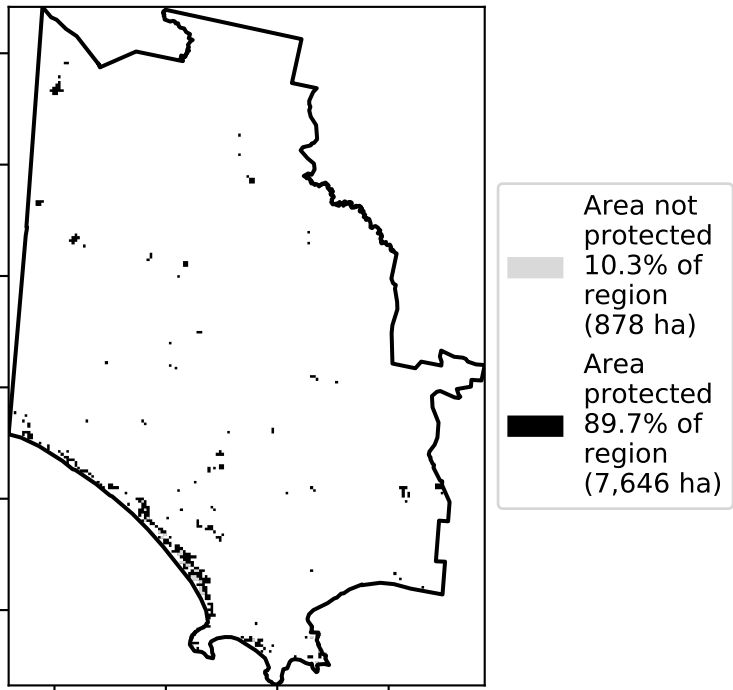 Area not
protected
10.3% of
region
(878 ha)
Area
protected
89.7% of
region
(7,646 ha)